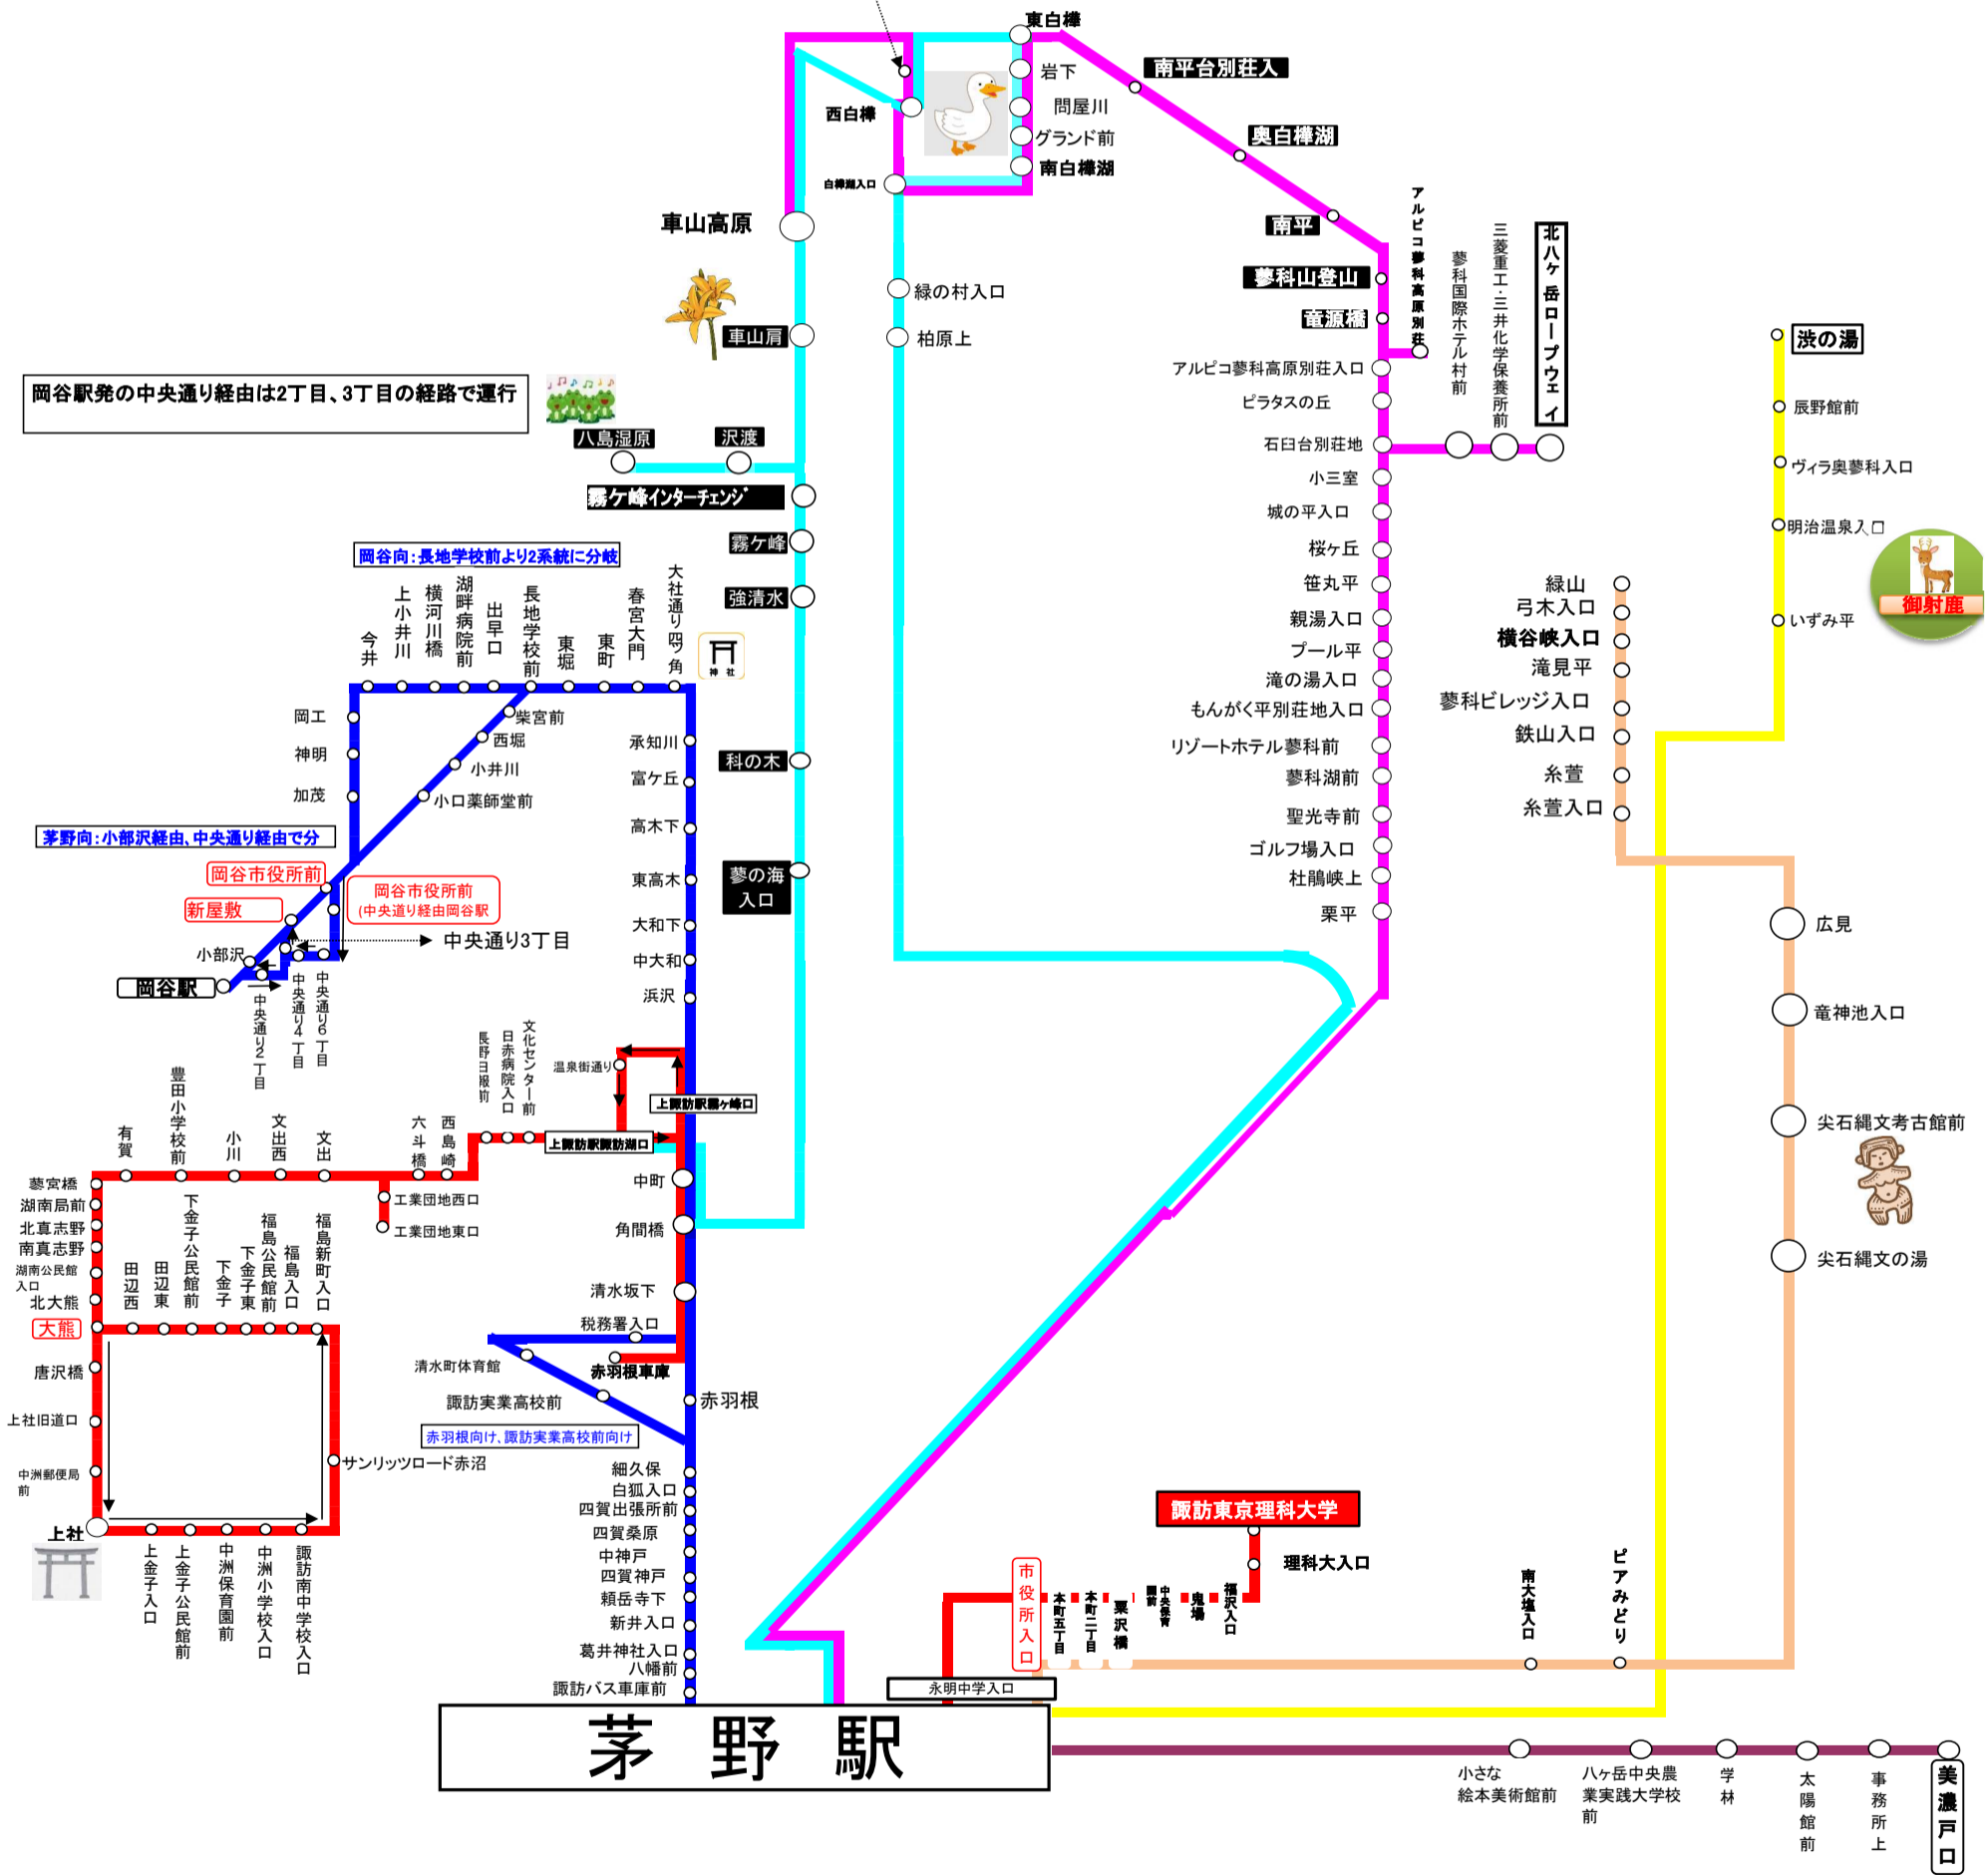 東白樺
岩下
問屋川
グランド前
南白樺湖
西白樺
白樺湖入口
車山高原
南平台別荘入
奥白樺湖
南平
蓼科山登山
竜源橋
アルピコ蓼科高原別荘
蓼科国際ホテル村前
三菱重工・三井化学保養所前
北八ヶ岳ロープウェイ
緑の村入口
柏原上
車山肩
岡谷駅発の中央通り経由は2丁目、3丁目の経路で運行
八島湿原
沢渡
霧ケ峰インターチェンジ
霧ケ峰
強清水
科の木
夢の海
入口
アルピコ蓼科高原別荘入口
ピラタスの丘
石臼台別荘地
小三室
城の平入口
桜ヶ丘
笹丸平
親湯入口
プール平
滝の湯入口
もんがく平別荘地入口
リゾートホテル蓼科前
蓼科湖前
聖光寺前
ゴルフ場入口
杜鵑峡上
栗平
渋の湯
辰野館前
ヴィラ奥蓼科入口
明治温泉入口
御射鹿
いずみ平
緑山
弓木入口
横谷峡入口
滝見平
蓼科ビレッジ入口
鉄山入口
糸萱
糸萱入口
広見
竜神池入口
尖石縄文考古館前
尖石縄文の湯
岡谷向:長地学校前より2系統に分岐
今井
上小井川
横河川橋
湖畔病院前
出早口
長地学校前
東堀
東町
春宮大門
大社通り四ッ角
神社
岡工
神明
加茂
柴宮前
西堀
小井川
小口薬師堂前
茅野向:小部沢経由、中央通り経由で分
岡谷市役所前
岡谷市役所前
(中央道り経由岡谷駅
新屋敷
中央通り3丁目
小部沢
岡谷駅
中央通り2丁目
中央通り4丁目
中央通り6丁目
承知川
富ケ丘
高木下
東高木
大和下
中大和
浜沢
温泉街通り
上諏訪駅霧ヶ峰口
上諏訪駅諏訪湖口
長野日報前
日赤病院入口
文化センター前
有賀
豊田小学校前
小川
文出西
文出
六斗橋
西島崎
工業団地西口
工業団地東口
蓼宮橋
湖南局前
北真志野
南真志野
湖南公民館
入口
北大熊
大熊
唐沢橋
上社旧道口
中洲郵便局
前
上社
田辺西
田辺東
下金子公民館前
下金子
下金子東
福島公民館前
福島入口
福島新町入口
サンリッツロード赤沼
上金子入口
上金子公民館前
中洲保育園前
中洲小学校入口
諏訪南中学校入口
中町
角間橋
清水坂下
税務署入口
清水町体育館
赤羽根車庫
諏訪実業高校前
赤羽根
赤羽根向け、諏訪実業高校前向け
細久保
白狐入口
四賀出張所前
四賀桑原
中神戸
四賀神戸
頼岳寺下
新井入口
葛井神社入口
八幡前
諏訪バス車庫前
諏訪東京理科大学
理科大入口
市役所入口
本町五丁目
本町二丁目
粟沢橋
中央保育
園前
鬼場
福沢入口
永明中学入口
南大塩入口
ピアみどり
茅野駅
小さな
絵本美術館前
八ヶ岳中央農
業実践大学校
前
学林
太陽館前
事務所上
美濃戸口